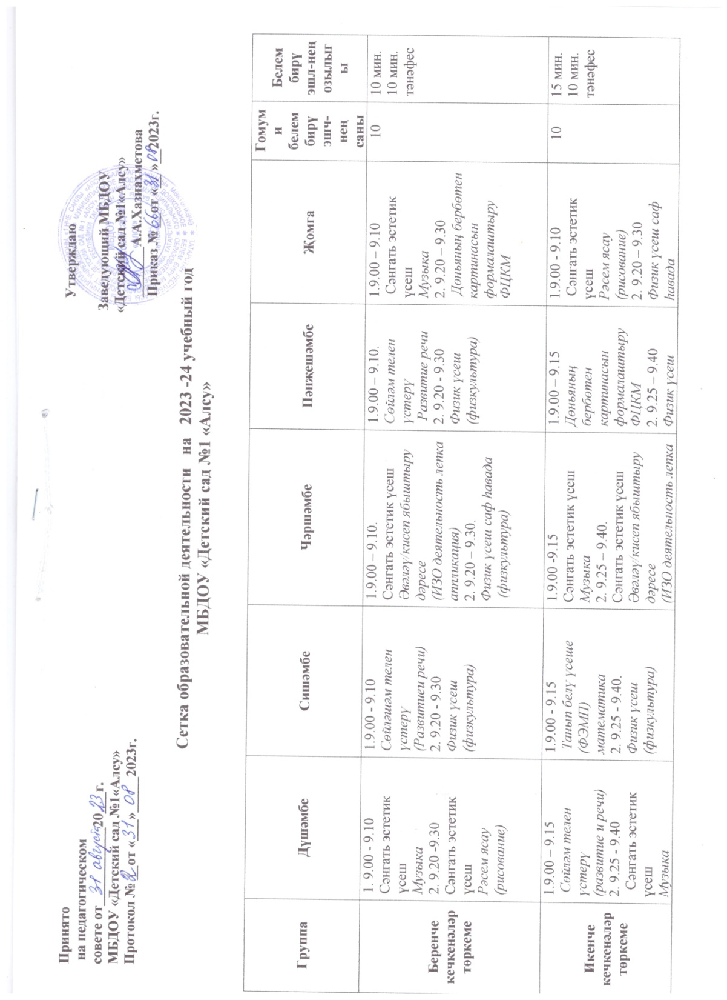 Принято
на педагогическом
совете от 31 августа 2023 г.
МБДОУ «Детский сад №1«Алсу»
Протокол № 2 от «31» 08 2023г.
Утверждаю
Заведующий МБДОУ
«Детский сад №1«Алсу»
А.А.Хазиахметова
Приказ № 66 от «31» 08 2023г.
Сетка образовательной деятельности на 2023 -24 учебный год
МБДОУ «Детский сад №1 «Алсу»
Группа
Дүшәмбе
Сишәмбе
Чәршәмбе
Пәнҗешәмбе
Җомга
Гомум
и
белем
бирү
эшч-
нең
саны
Белем
бирү
эшл-нең
озылыг
ы
Беренче
кечкенәләр
төркеме
1. 9.00 - 9.10
Сәнгать эстетик
үсеш
Музыка
2. 9.20 -9.30
Сәнгать эстетик
үсеш
Рәсем ясау
(рисование)
1.9.00 - 9.10
Сөйләшәм телен
үстерү
(Развитиеи речи)
2. 9.20 - 9.30
Физик үсеш
(физкультура)
1.9.00 – 9.10.
Сәнгать эстетик үсеш
Әвәләү/кисеп ябыштыру
дәресе
(ИЗО деятельность лепка
аппликация)
2. 9.20 – 9.30.
Физик үсеш саф һавада
(физкультура)
1.9.00 – 9.10.
Сөйләм телен
үстерү
Развитие речи
2. 9.20 - 9.30
Физик үсеш
(физкультура)
1.9.00 – 9.10
Сәнгать эстетик
үсеш
Музыка
2. 9.20 – 9.30
Дөньяның бербөтен
картинасын
формалаштыру
ФЦКМ
10
10 мин.
10 мин.
тәнәфес
Икенче
кечкенәләр
төркеме
1.9.00 – 9.15
Сөйләм телен
үстерү
(развитие и речи)
2. 9.25 - 9.40
Сәнгать эстетик
үсеш
Музыка
1.9.00 - 9.15
Танып белү үсеше
(ФЭМП)
математика
2. 9.25 - 9.40.
Физик үсеш
(физкультура)
1.9.00 -9.15
Сәнгать эстетик үсеш
Музыка
2. 9.25 – 9.40.
Сәнгать эстетик үсеш
Әвәләү/кисеп ябыштыру
дәресе
(ИЗО деятельность лепка
1.9.00 – 9.15
Дөньяның
бербөтен
картинасын
формалаштыру
ФЦКМ
2. 9.25 – 9.40
Физик үсеш
1.9.00 - 9.10
Сәнгать эстетик
үсеш
Рәсем ясау
(рисование)
2. 9.20 – 9.30
Физик үсеш саф
һавада
10
15 мин.
10 мин.
тәнәфес